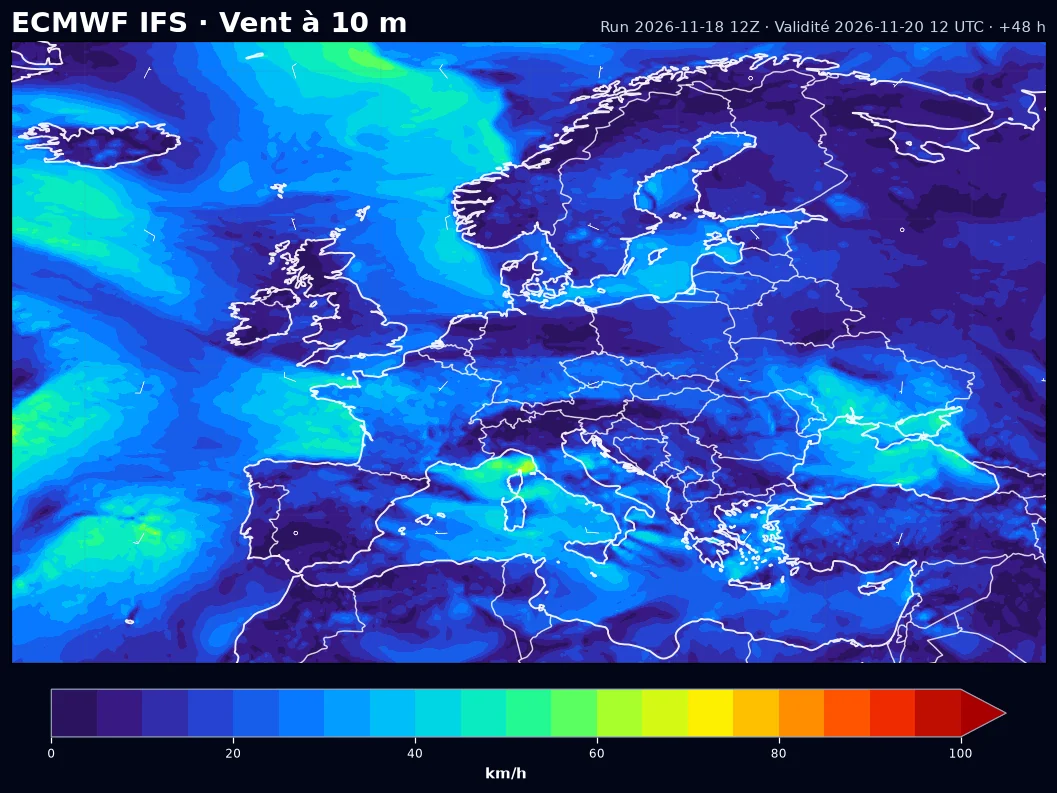 ECMWF IFS · Vent à 10 m
Run 2026-11-18 12Z · Validité 2026-11-20 12 UTC · +48 h
0 20 40 60 80 100
km/h